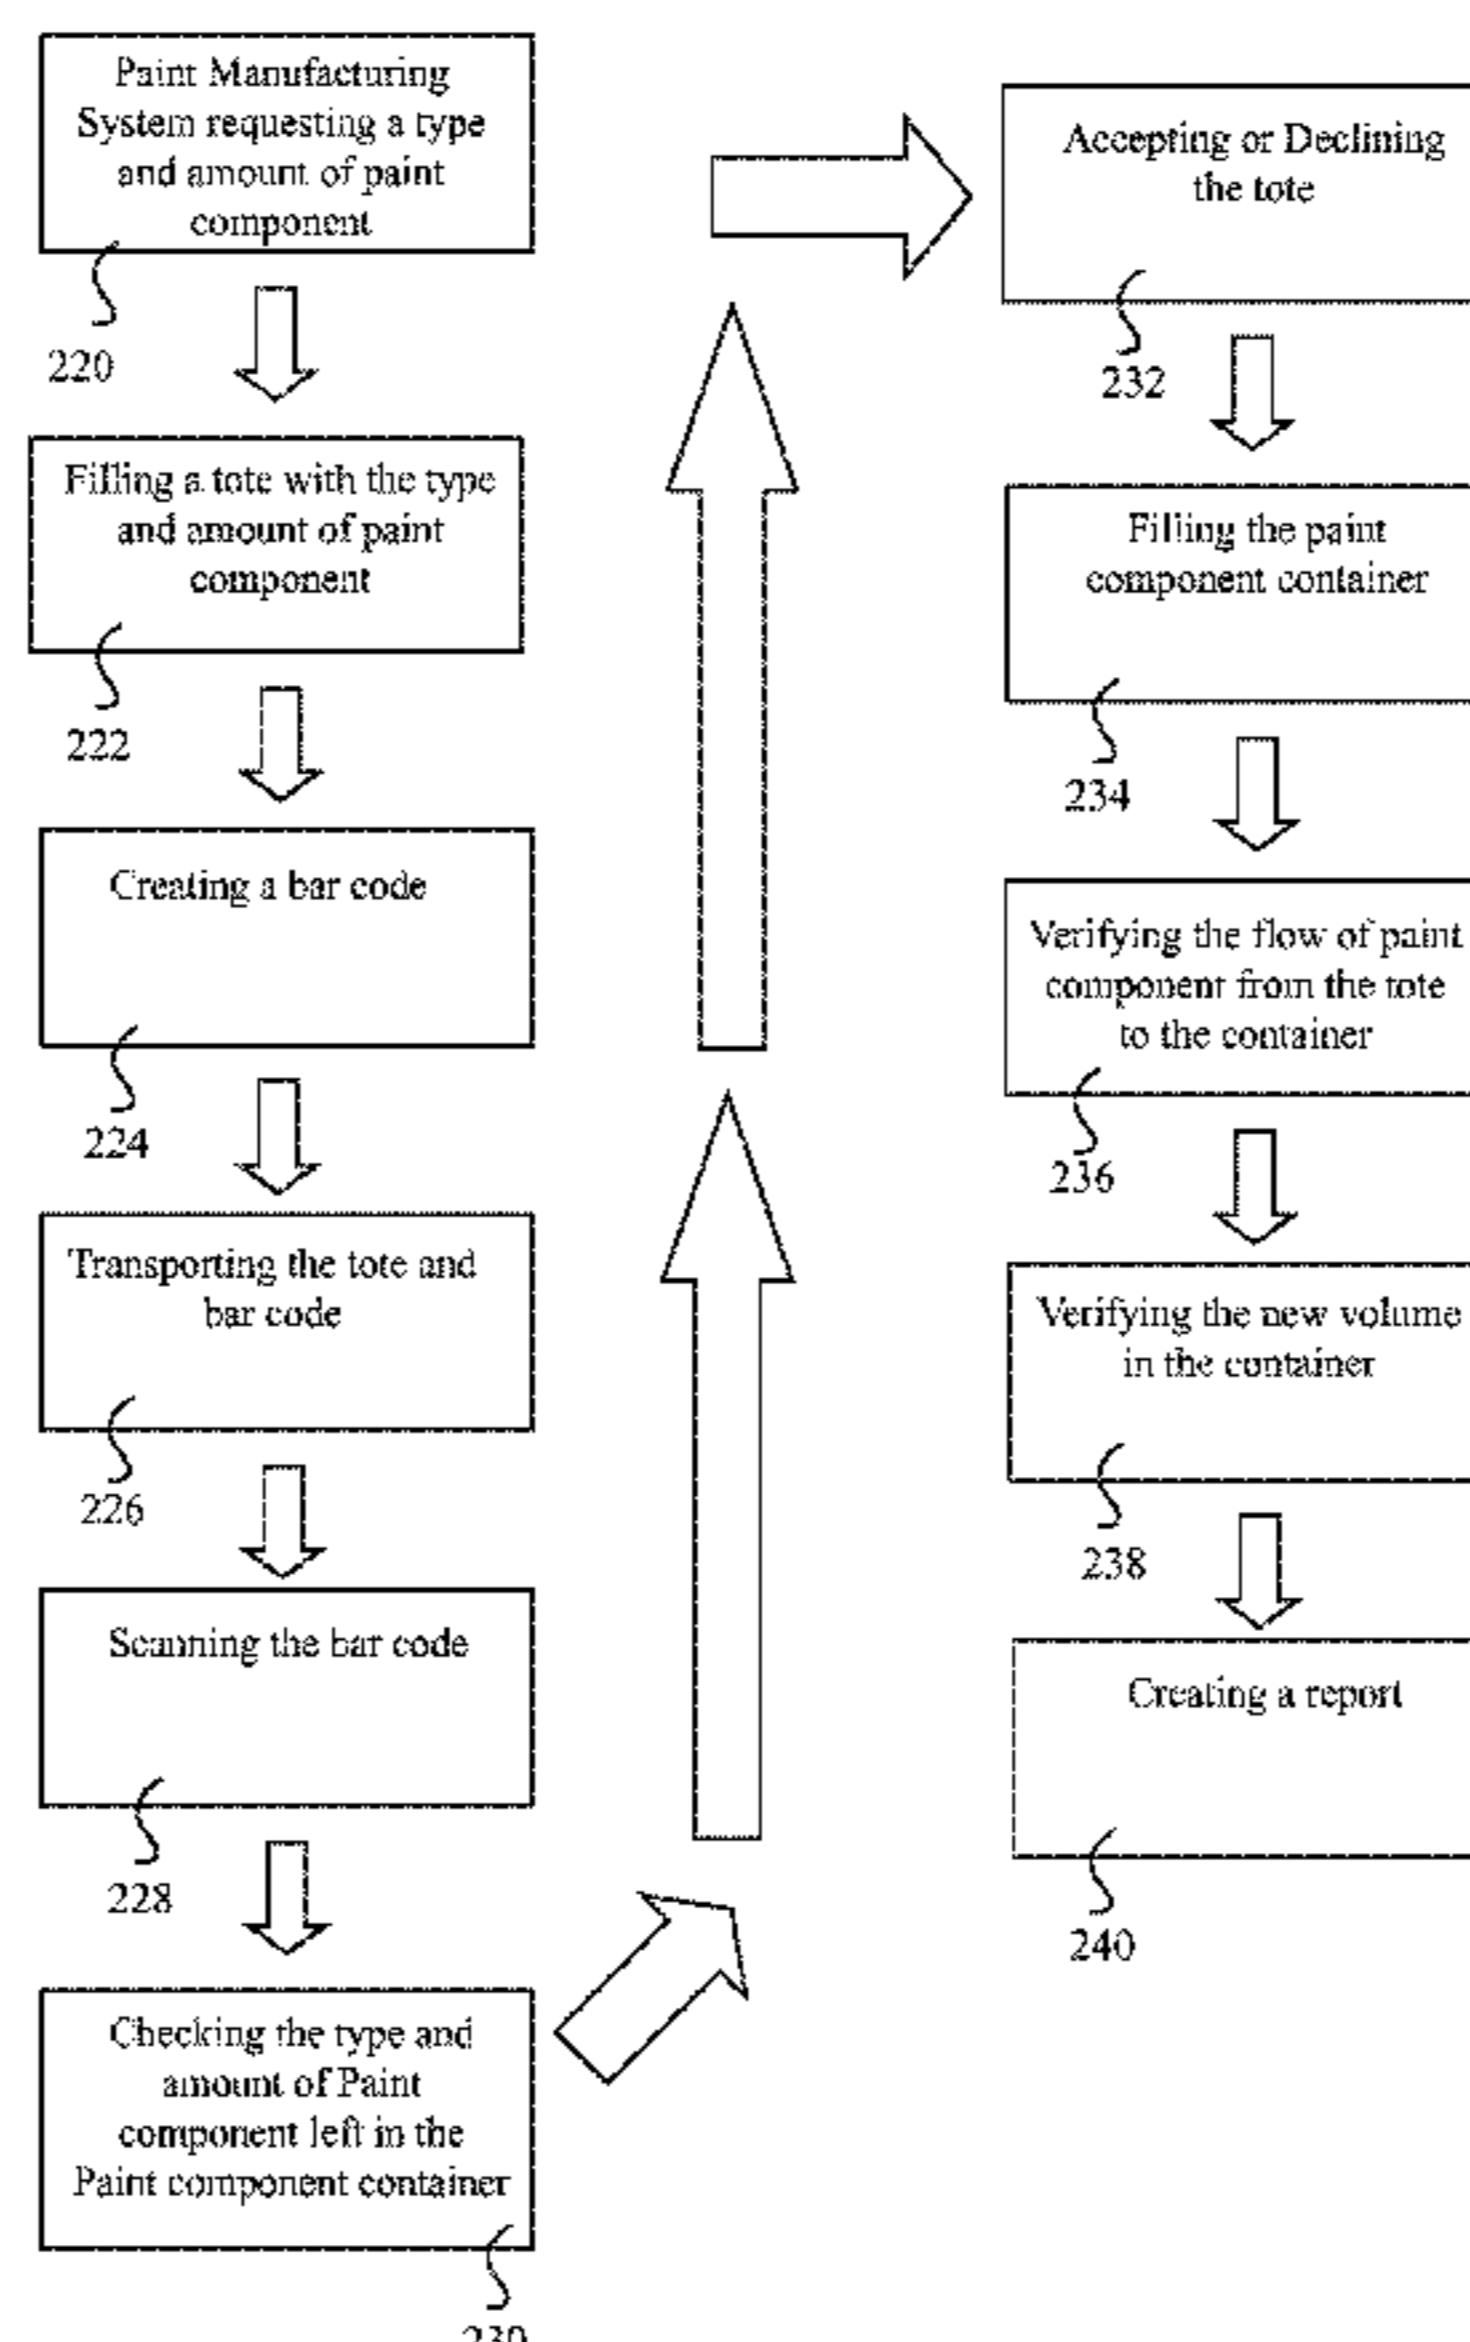 Paint Manufacturing
System requesting a type
and amount of paint
component
220
Filling a tote with the type
and amount of paint
component
222
Creating a bar code
224
Transporting the tote and
bar code
226
Scanning the bar code
228
Checking the type and
amount of Paint
component left in the
Paint component container
230
Accepting or Declining
the tote
232
Filling the paint
component container
234
Verifying the flow of paint
component from the tote
to the container
236
Verifying the new volume
in the container
238
Creating a report
240